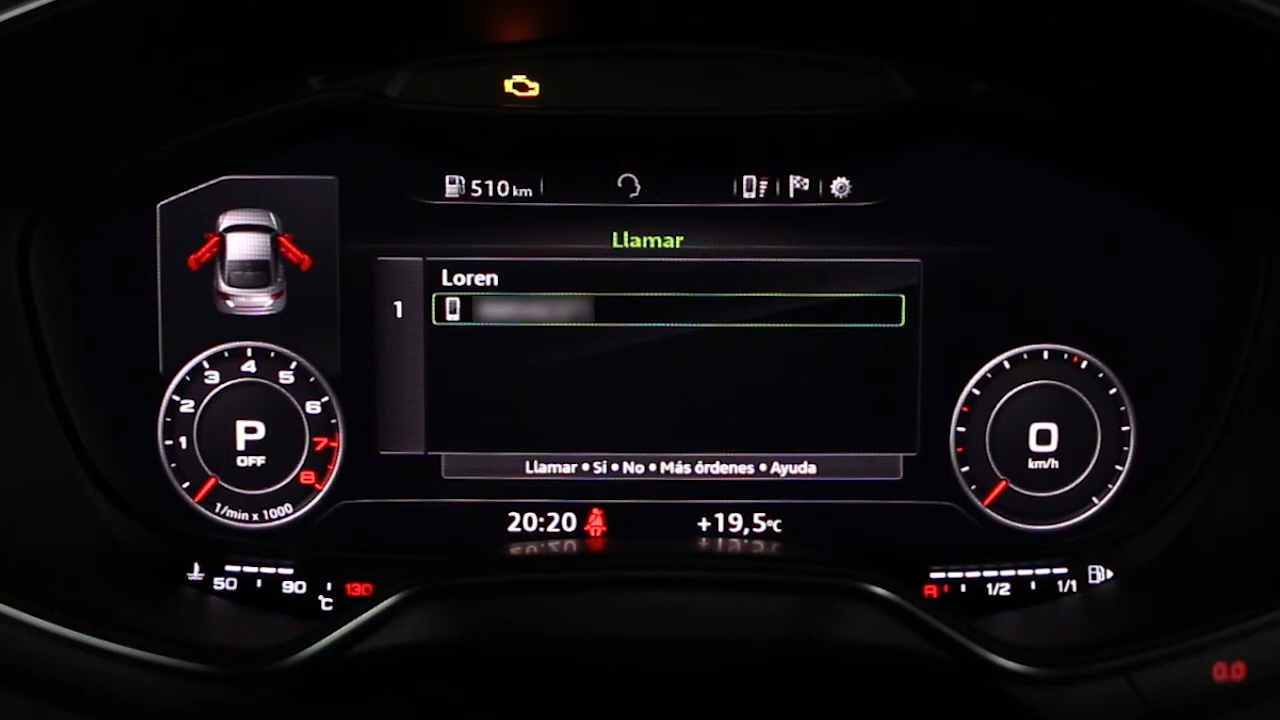 510 km
Llamar
Loren
1
Llamar • Sí • No • Más órdenes • Ayuda
1 2 3 4 5 6 7 8
P
OFF
1/min x 1000
0
km/h
20:20
+19,5°C
50 90 130
°C
R 1/2 1/1
0.0